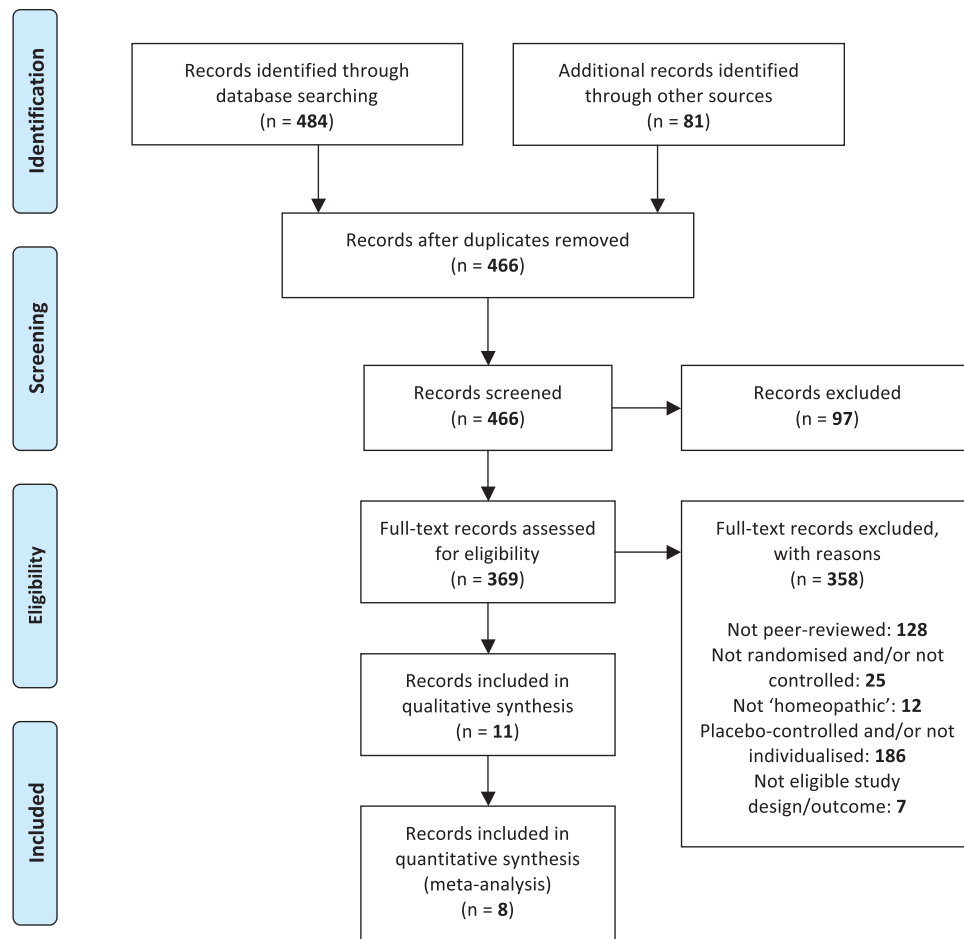 Identification
Records identified through
database searching
(n = 484)
Additional records identified
through other sources
(n = 81)
Records after duplicates removed
(n = 466)
Screening
Records screened
(n = 466)
Records excluded
(n = 97)
Eligibility
Full-text records assessed
for eligibility
(n = 369)
Full-text records excluded,
with reasons
(n = 358)
Not peer-reviewed: 128
Not randomised and/or not
controlled: 25
Not ‘homeopathic’: 12
Placebo-controlled and/or not
individualised: 186
Not eligible study
design/outcome: 7
Records included in
qualitative synthesis
(n = 11)
Included
Records included in
quantitative synthesis
(meta-analysis)
(n = 8)